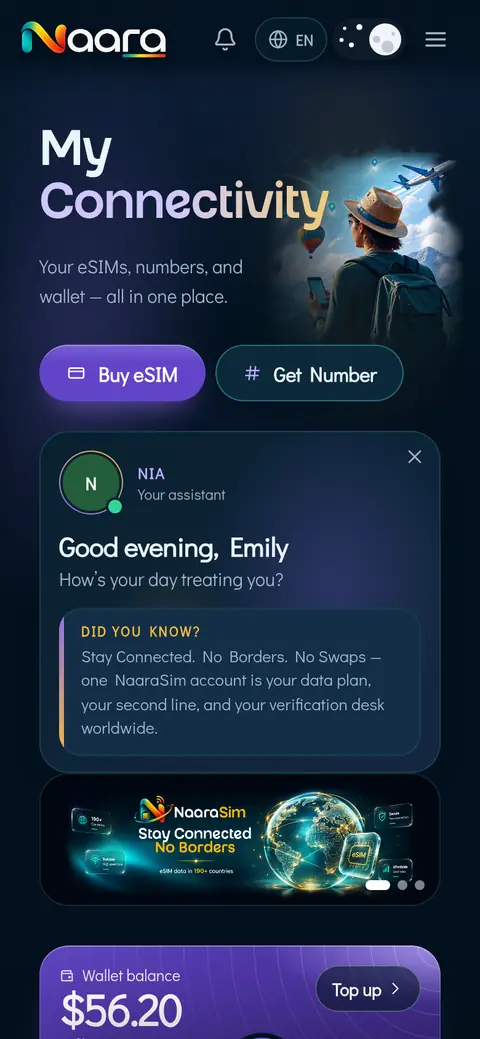 Naara
EN
My
Connectivity
Your eSIMs, numbers, and
wallet — all in one place.
Buy eSIM
# Get Number
N
NIA
Your assistant
Good evening, Emily
How's your day treating you?
DID YOU KNOW?
Stay Connected. No Borders. No Swaps —
one NaaraSim account is your data plan,
your second line, and your verification desk
worldwide.
NaaraSim
Stay Connected
No Borders
eSIM data in 190+ countries
190+
eSIM
Wallet balance
Top up
$56.20